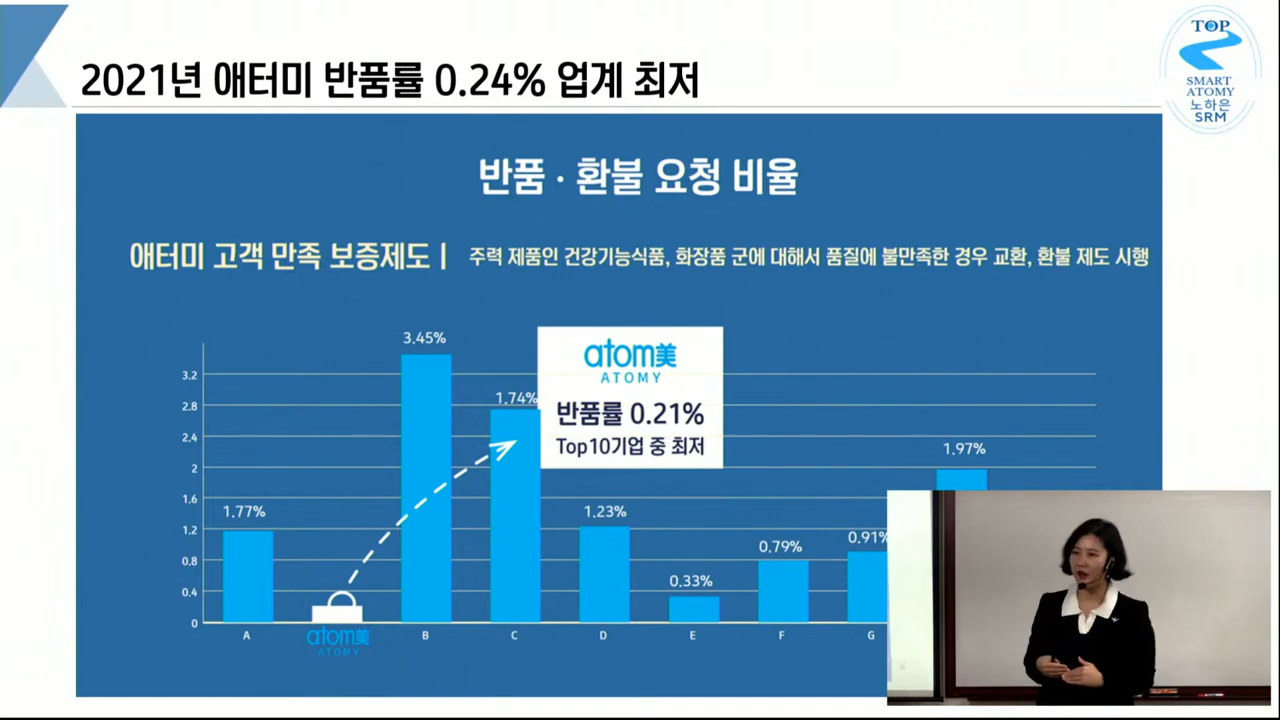 2021년 애터미 반품률 0.24% 업계 최저
TOP
SMART
ATOMY
노하은
SRM
반품 · 환불 요청 비율
애터미 고객 만족 보증제도 | 주력 제품인 건강기능식품, 화장품 군에 대해서 품질에 불만족한 경우 교환, 환불 제도 시행
atom美
ATOMY
반품률 0.21%
Top10기업 중 최저
3.2
2.8
2.4
2
1.6
1.2
0.8
0.4
0
1.77%
3.45%
1.74%
1.23%
0.33%
0.79%
0.91%
1.97%
A
atom美
ATOMY
B
C
D
E
F
G